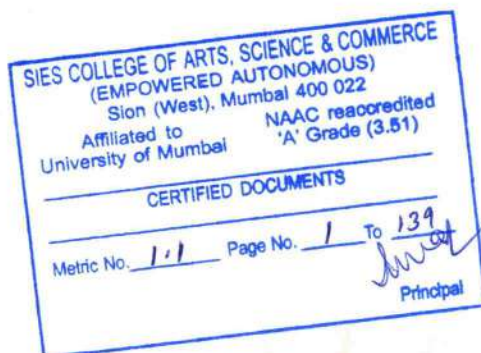 SIES COLLEGE OF ARTS, SCIENCE & COMMERCE
(EMPOWERED AUTONOMOUS)
Sion (West), Mumbai 400 022
Affiliated to
University of Mumbai
NAAC reaccredited
'A' Grade (3.51)
CERTIFIED DOCUMENTS
Metric No. 1.1 Page No. 1 To 139
Principal